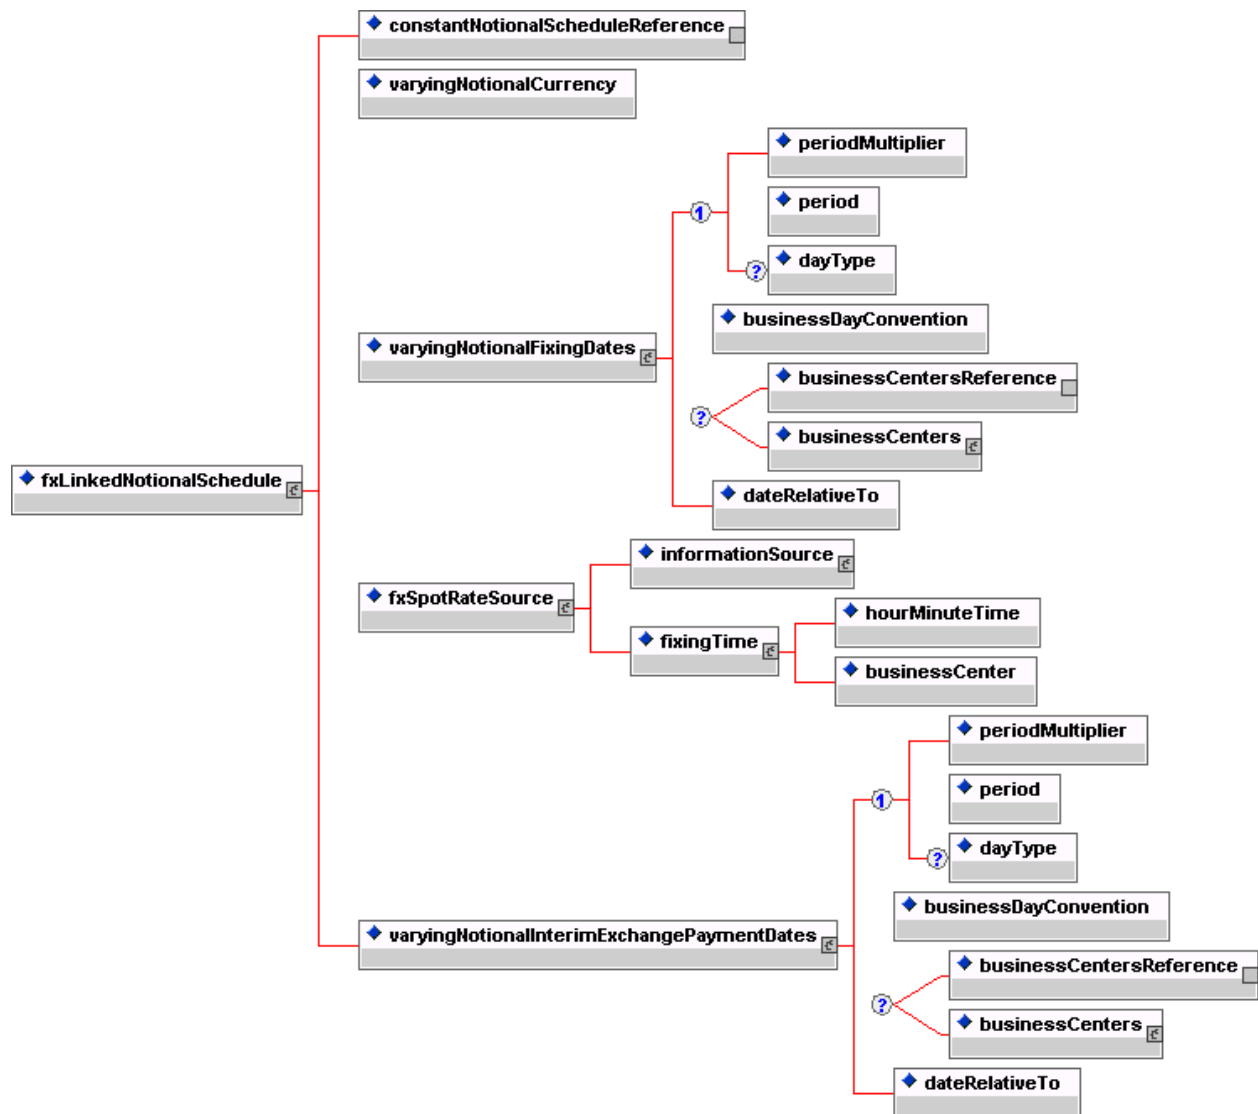 constantNotionalScheduleReference
varyingNotionalCurrency
periodMultiplier
1
period
? dayType
businessDayConvention
varyingNotionalFixingDates
businessCentersReference
?
businessCenters
fxLinkedNotionalSchedule
dateRelativeTo
informationSource
fxSpotRateSource
hourMinuteTime
fixingTime
businessCenter
periodMultiplier
1
period
? dayType
businessDayConvention
varyingNotionalInterimExchangePaymentDates
businessCentersReference
?
businessCenters
dateRelativeTo